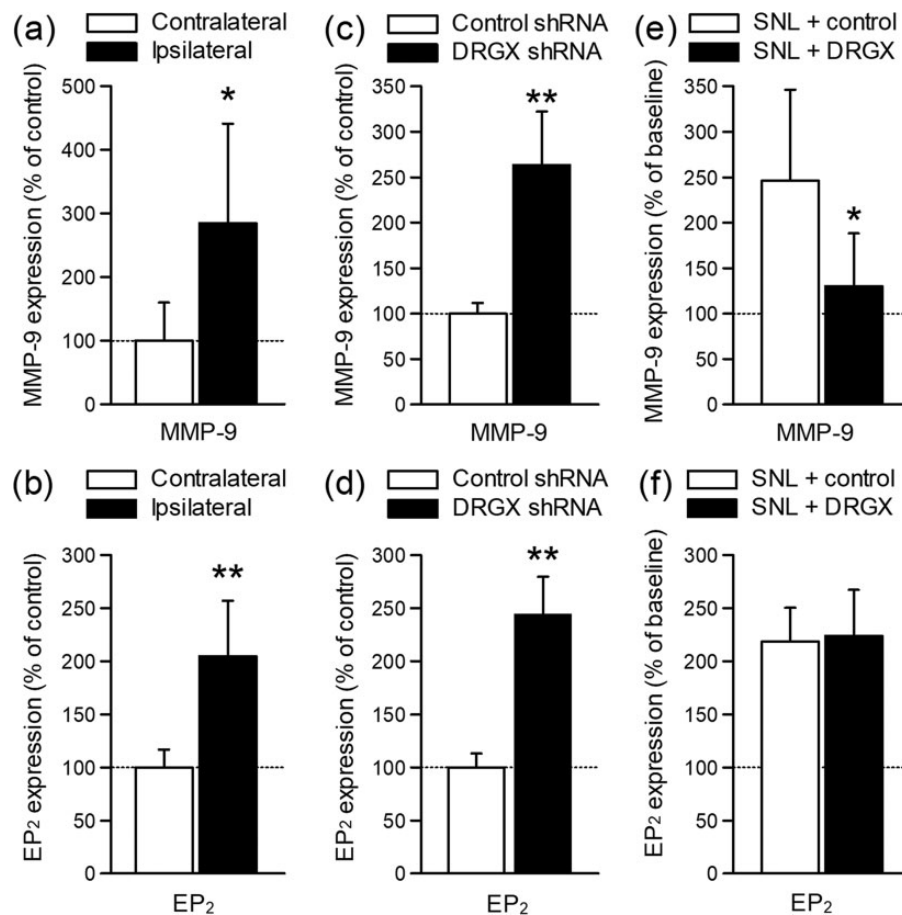 (a)
Contralateral
Ipsilateral
MMP-9 expression (% of control)
500
400
300
200
100
0
*
MMP-9
(c)
Control shRNA
DRGX shRNA
MMP-9 expression (% of control)
350
300
250
200
150
100
50
0
**
MMP-9
(e)
SNL + control
SNL + DRGX
MMP-9 expression (% of baseline)
350
300
250
200
150
100
50
0
*
MMP-9
(b)
Contralateral
Ipsilateral
EP₂ expression (% of control)
300
250
200
150
100
50
0
**
EP₂
(d)
Control shRNA
DRGX shRNA
EP₂ expression (% of control)
300
250
200
150
100
50
0
**
EP₂
(f)
SNL + control
SNL + DRGX
EP₂ expression (% of baseline)
300
250
200
150
100
50
0
EP₂